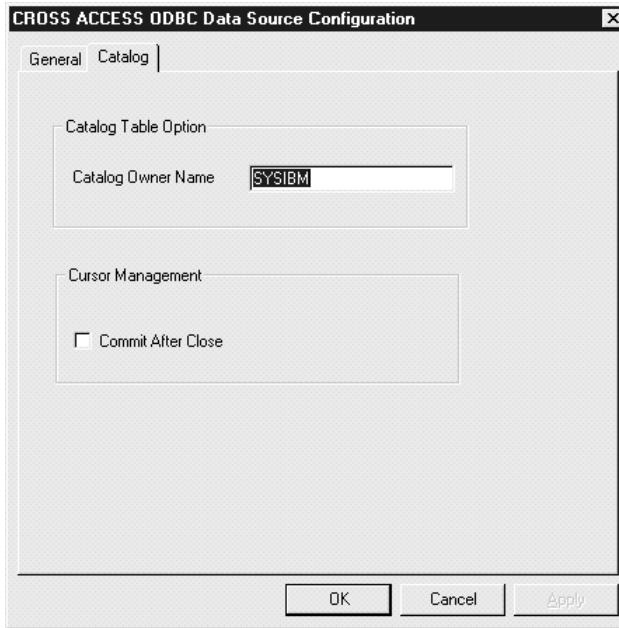 CROSS ACCESS ODBC Data Source Configuration
General Catalog
Catalog Table Option
Catalog Owner Name SYSIBM
Cursor Management
Commit After Close
OK Cancel Apply